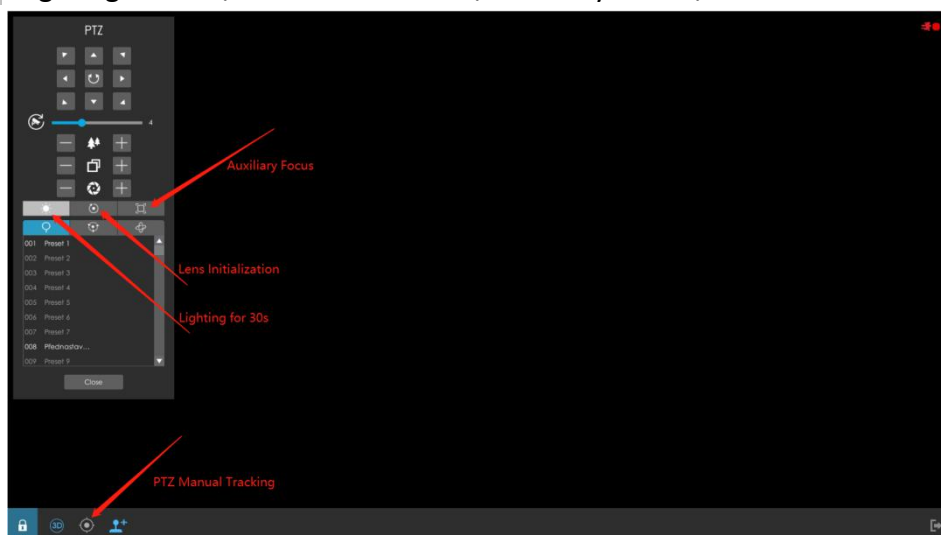 PTZ
4
Auxiliary Focus
001 Preset 1
002 Preset 2
003 Preset 3
Lens Initialization
004 Preset 4
005 Preset 5
006 Preset 6
Lighting for 30s
007 Preset 7
008 Přednastav...
009 Preset 9
Close
PTZ Manual Tracking
3D